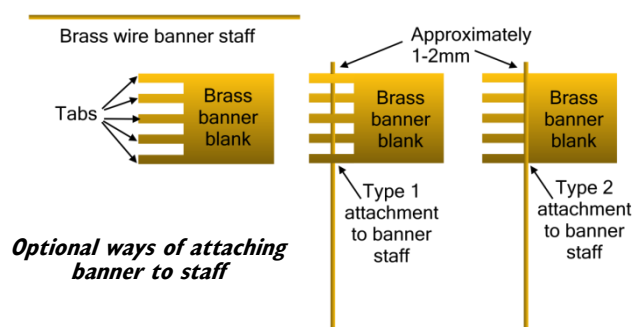 Brass wire banner staff
Approximately
1-2mm
Tabs
Brass
banner
blank
Brass
banner
blank
Brass
banner
blank
Type 1
attachment
to banner
staff
Type 2
attachment
to banner
staff
Optional ways of attaching
banner to staff